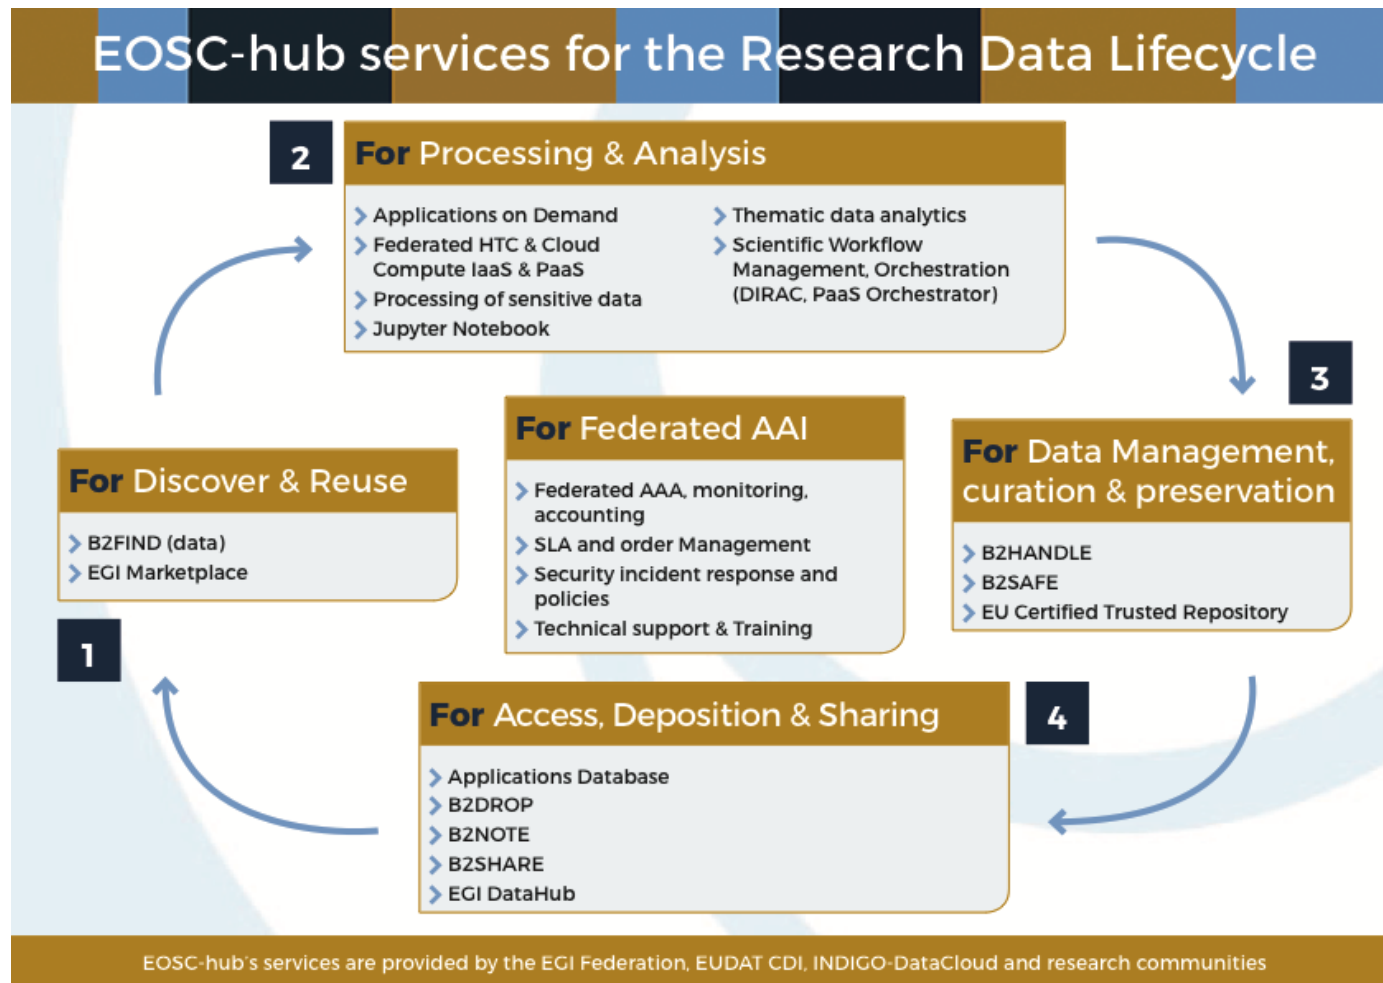 EOSC-hub services for the Research Data Lifecycle
2
For Processing & Analysis
Applications on Demand
Federated HTC & Cloud
Compute IaaS & PaaS
Processing of sensitive data
Jupyter Notebook
Thematic data analytics
Scientific Workflow
Management, Orchestration
(DIRAC, PaaS Orchestrator)
3
For Data Management,
curation & preservation
B2HANDLE
B2SAFE
EU Certified Trusted Repository
For Federated AAI
Federated AAA, monitoring,
accounting
SLA and order Management
Security incident response and
policies
Technical support & Training
For Discover & Reuse
B2FIND (data)
EGI Marketplace
1
For Access, Deposition & Sharing
4
Applications Database
B2DROP
B2NOTE
B2SHARE
EGI DataHub
EOSC-hub's services are provided by the EGI Federation, EUDAT CDI, INDIGO-DataCloud and research communities